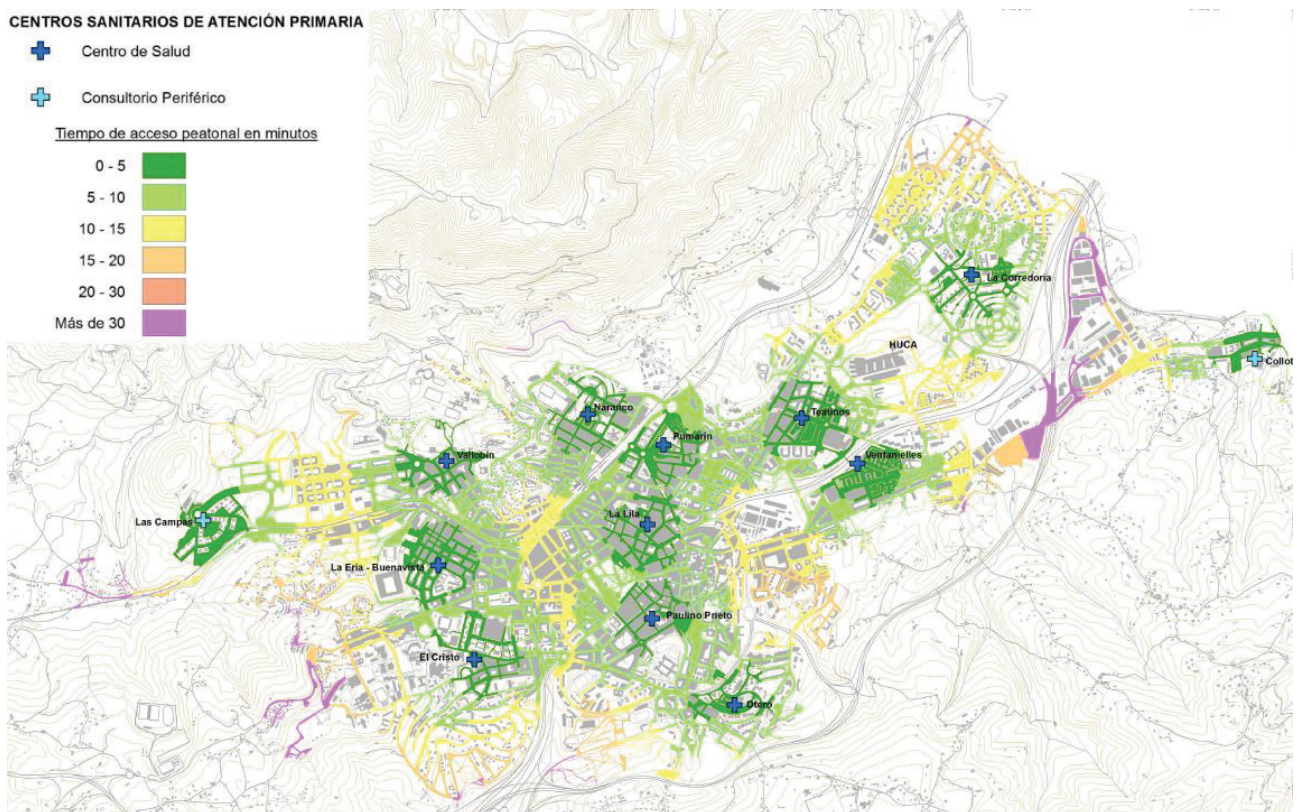 CENTROS SANITARIOS DE ATENCIÓN PRIMARIA
Centro de Salud
Consultorio Periférico
Tiempo de acceso peatonal en minutos
0 - 5
5 - 10
10 - 15
15 - 20
20 - 30
Más de 30
La Corredoria
HUCA
Collot
Naranco
Teatinos
Pumarín
Vallobín
Ventanielles
Las Campas
La Lila
La Ería - Buenavista
Paulino Prieto
El Cristo
Otero